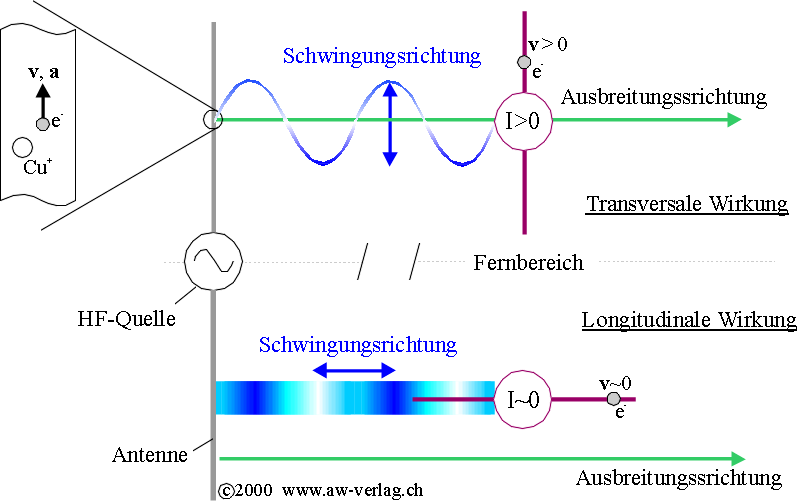 v, a
e-
Cu+
Schwingungsrichtung
v > 0
e-
I>0
Ausbreitungssrichtung
Transversale Wirkung
Fernbereich
HF-Quelle
Longitudinale Wirkung
Schwingungsrichtung
I~0
v~0
e-
Antenne
Ausbreitungsrichtung
©2000 www.aw-verlag.ch